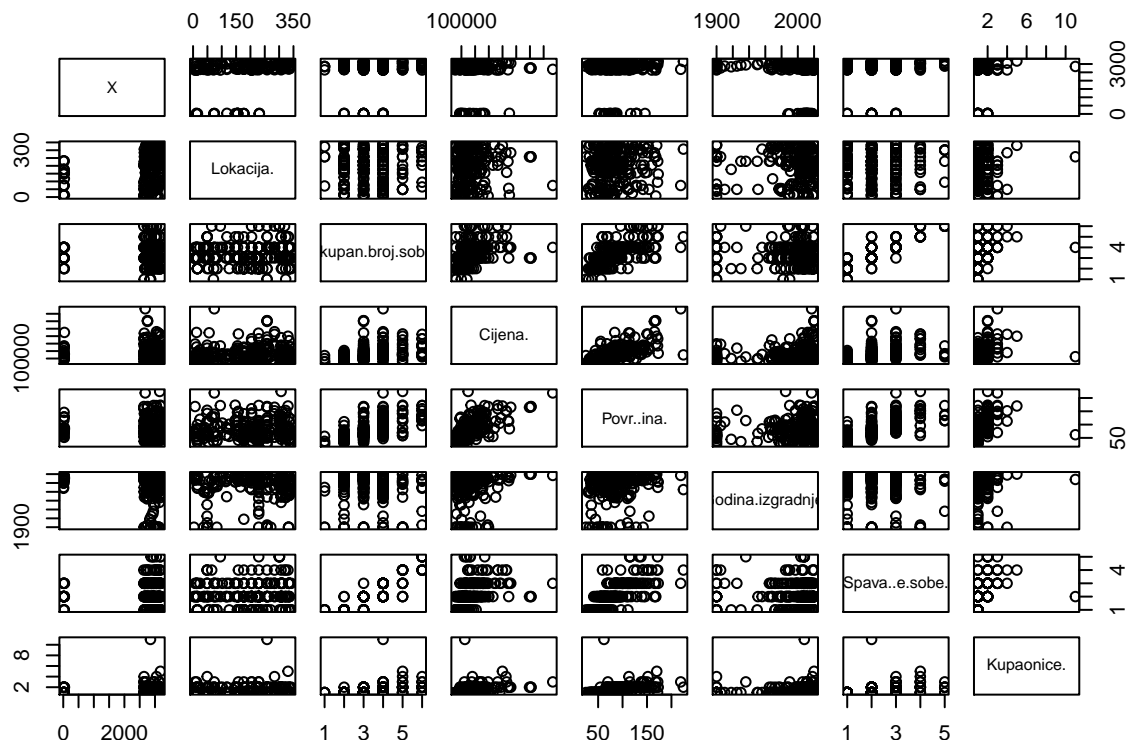 0 150 350 100000 1900 2000 2 6 10
X 0 3000
0 300 Lokacija.
kupan.broj.sob 1 4
100000 Cijena.
Povr..ina. 50
1900 odina.izgradnje
Spava..e.sobe. 1 4
2 8 Kupaonice.
0 2000 1 3 5 50 150 1 3 5